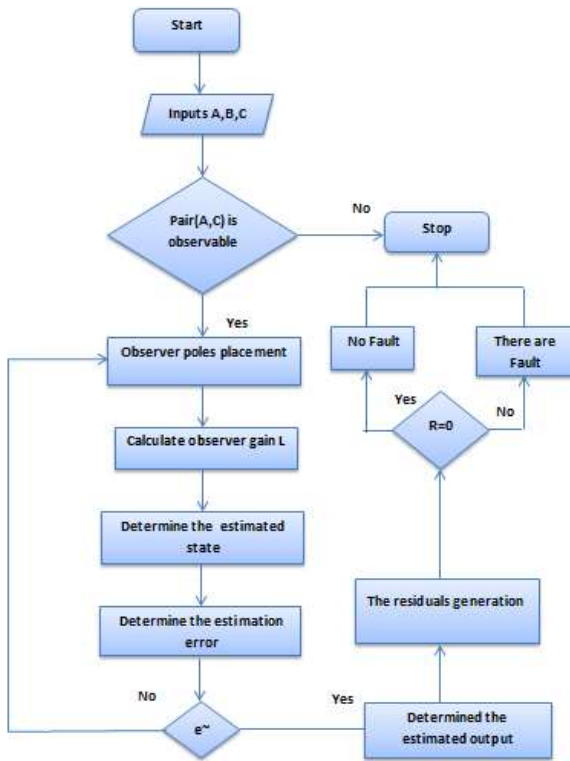 Start
Inputs A,B,C
Pair(A,C) is
observable
No
Stop
Yes
Observer poles placement
No Fault
There are
Fault
Yes
No
R=0
Calculate observer gain L
Determine the estimated
state
The residuals generation
Determine the estimation
error
No
Yes
e~
Determined the
estimated output